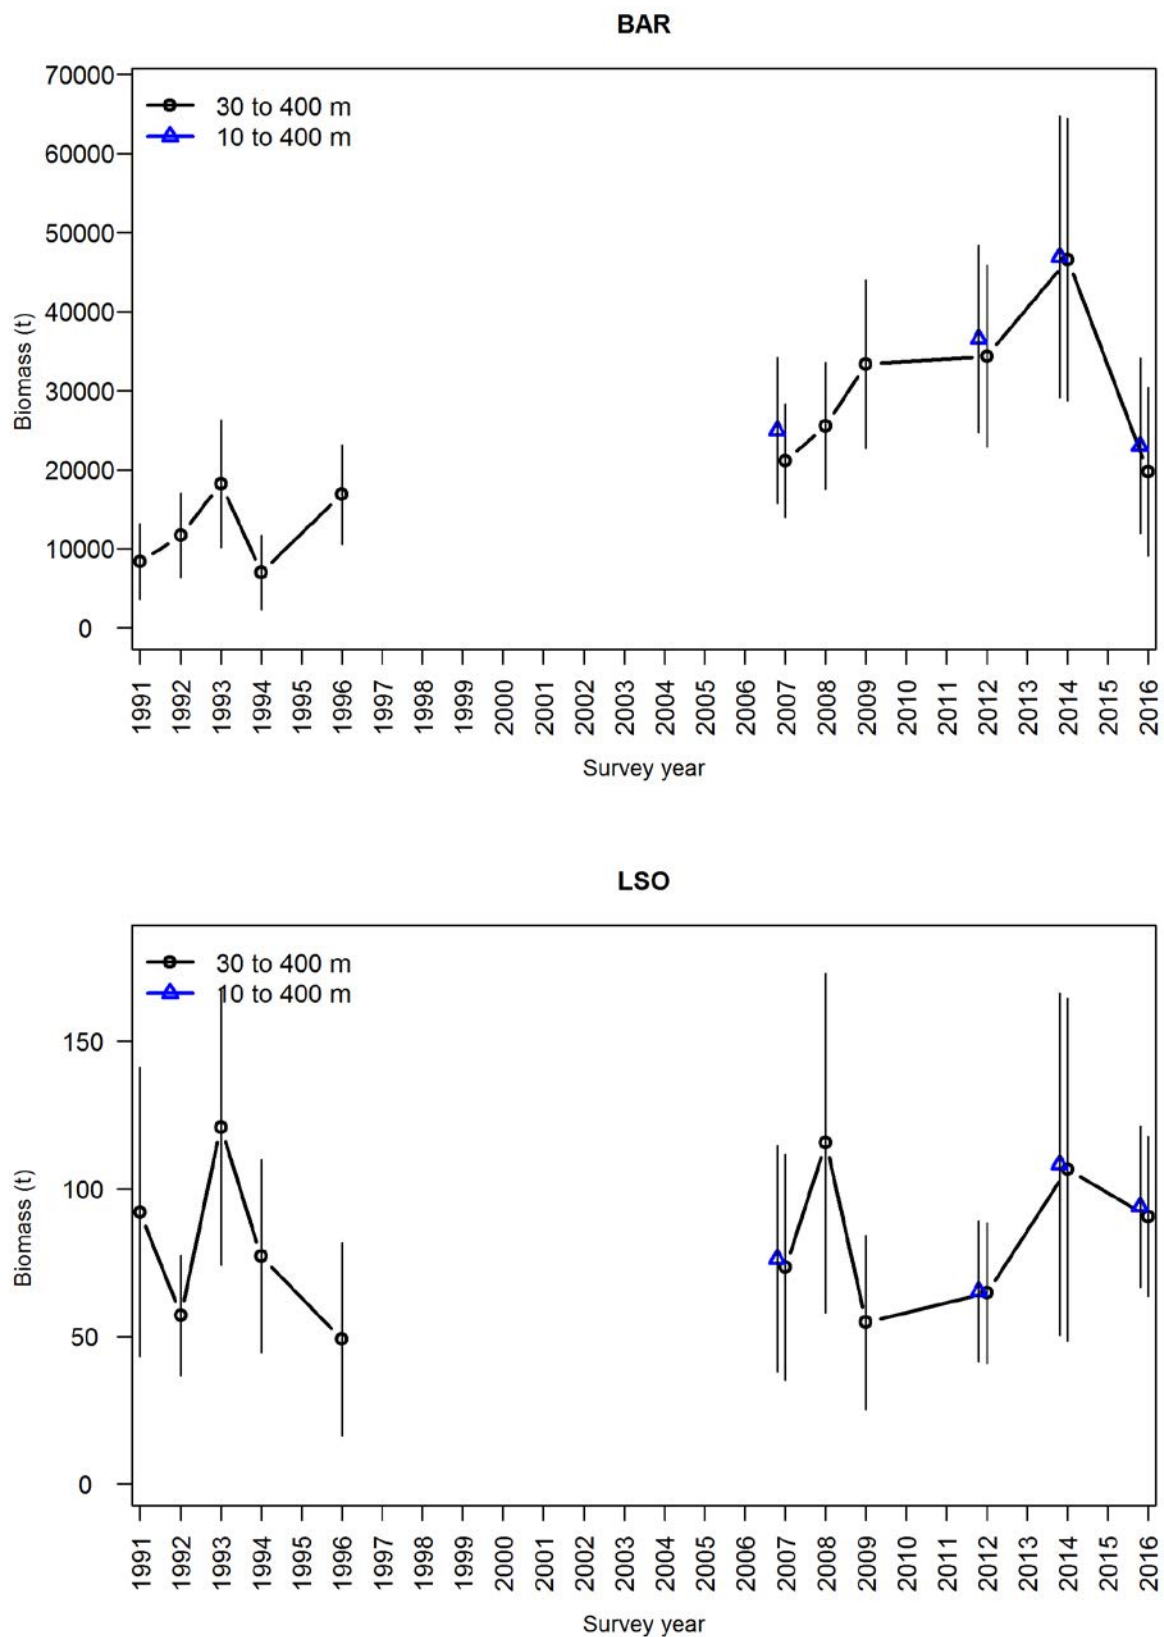 BAR
70000
60000
50000
40000
30000
20000
10000
0
Biomass (t)
30 to 400 m
10 to 400 m
1991 1992 1993 1994 1995 1996 1997 1998 1999 2000 2001 2002 2003 2004 2005 2006 2007 2008 2009 2010 2011 2012 2013 2014 2015 2016
Survey year
LSO
150
100
50
0
Biomass (t)
30 to 400 m
10 to 400 m
1991 1992 1993 1994 1995 1996 1997 1998 1999 2000 2001 2002 2003 2004 2005 2006 2007 2008 2009 2010 2011 2012 2013 2014 2015 2016
Survey year